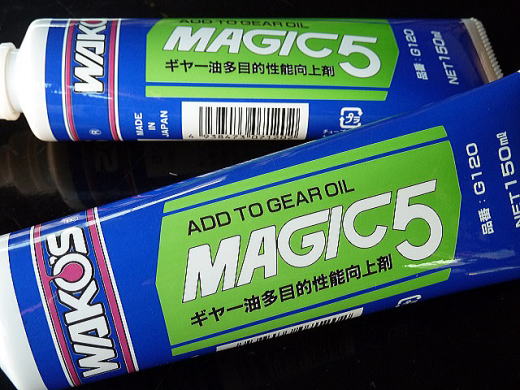 WAKO'S
ADD TO GEAR OIL
MAGIC5
ギヤー油多目的性能向上剤
品番:G120
NET150ml
MADE
IN
JAPAN
WAKO'S
ADD TO GEAR OIL
MAGIC5
ギヤー油多目的性能向上剤
品番:G120
NET150ml